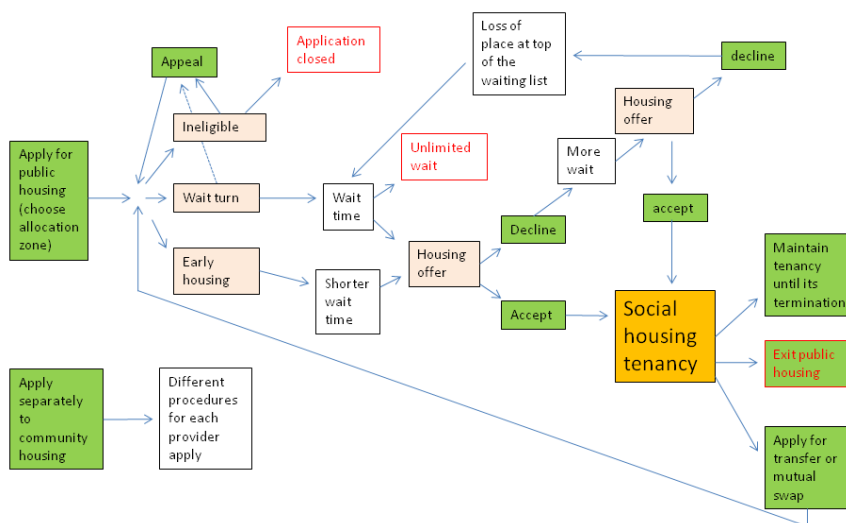 Apply for
public
housing
(choose
allocation
zone)
Appeal
Application
closed
Ineligible
Wait turn
Early
housing
Wait
time
Unlimited
wait
Shorter
wait
time
Housing
offer
Decline
Accept
More
wait
Housing
offer
decline
Loss of
place at top
of the
waiting list
accept
Social
housing
tenancy
Maintain
tenancy
until its
termination
Exit public
housing
Apply for
transfer or
mutual
swap
Apply
separately
to
community
housing
Different
procedures
for each
provider
apply